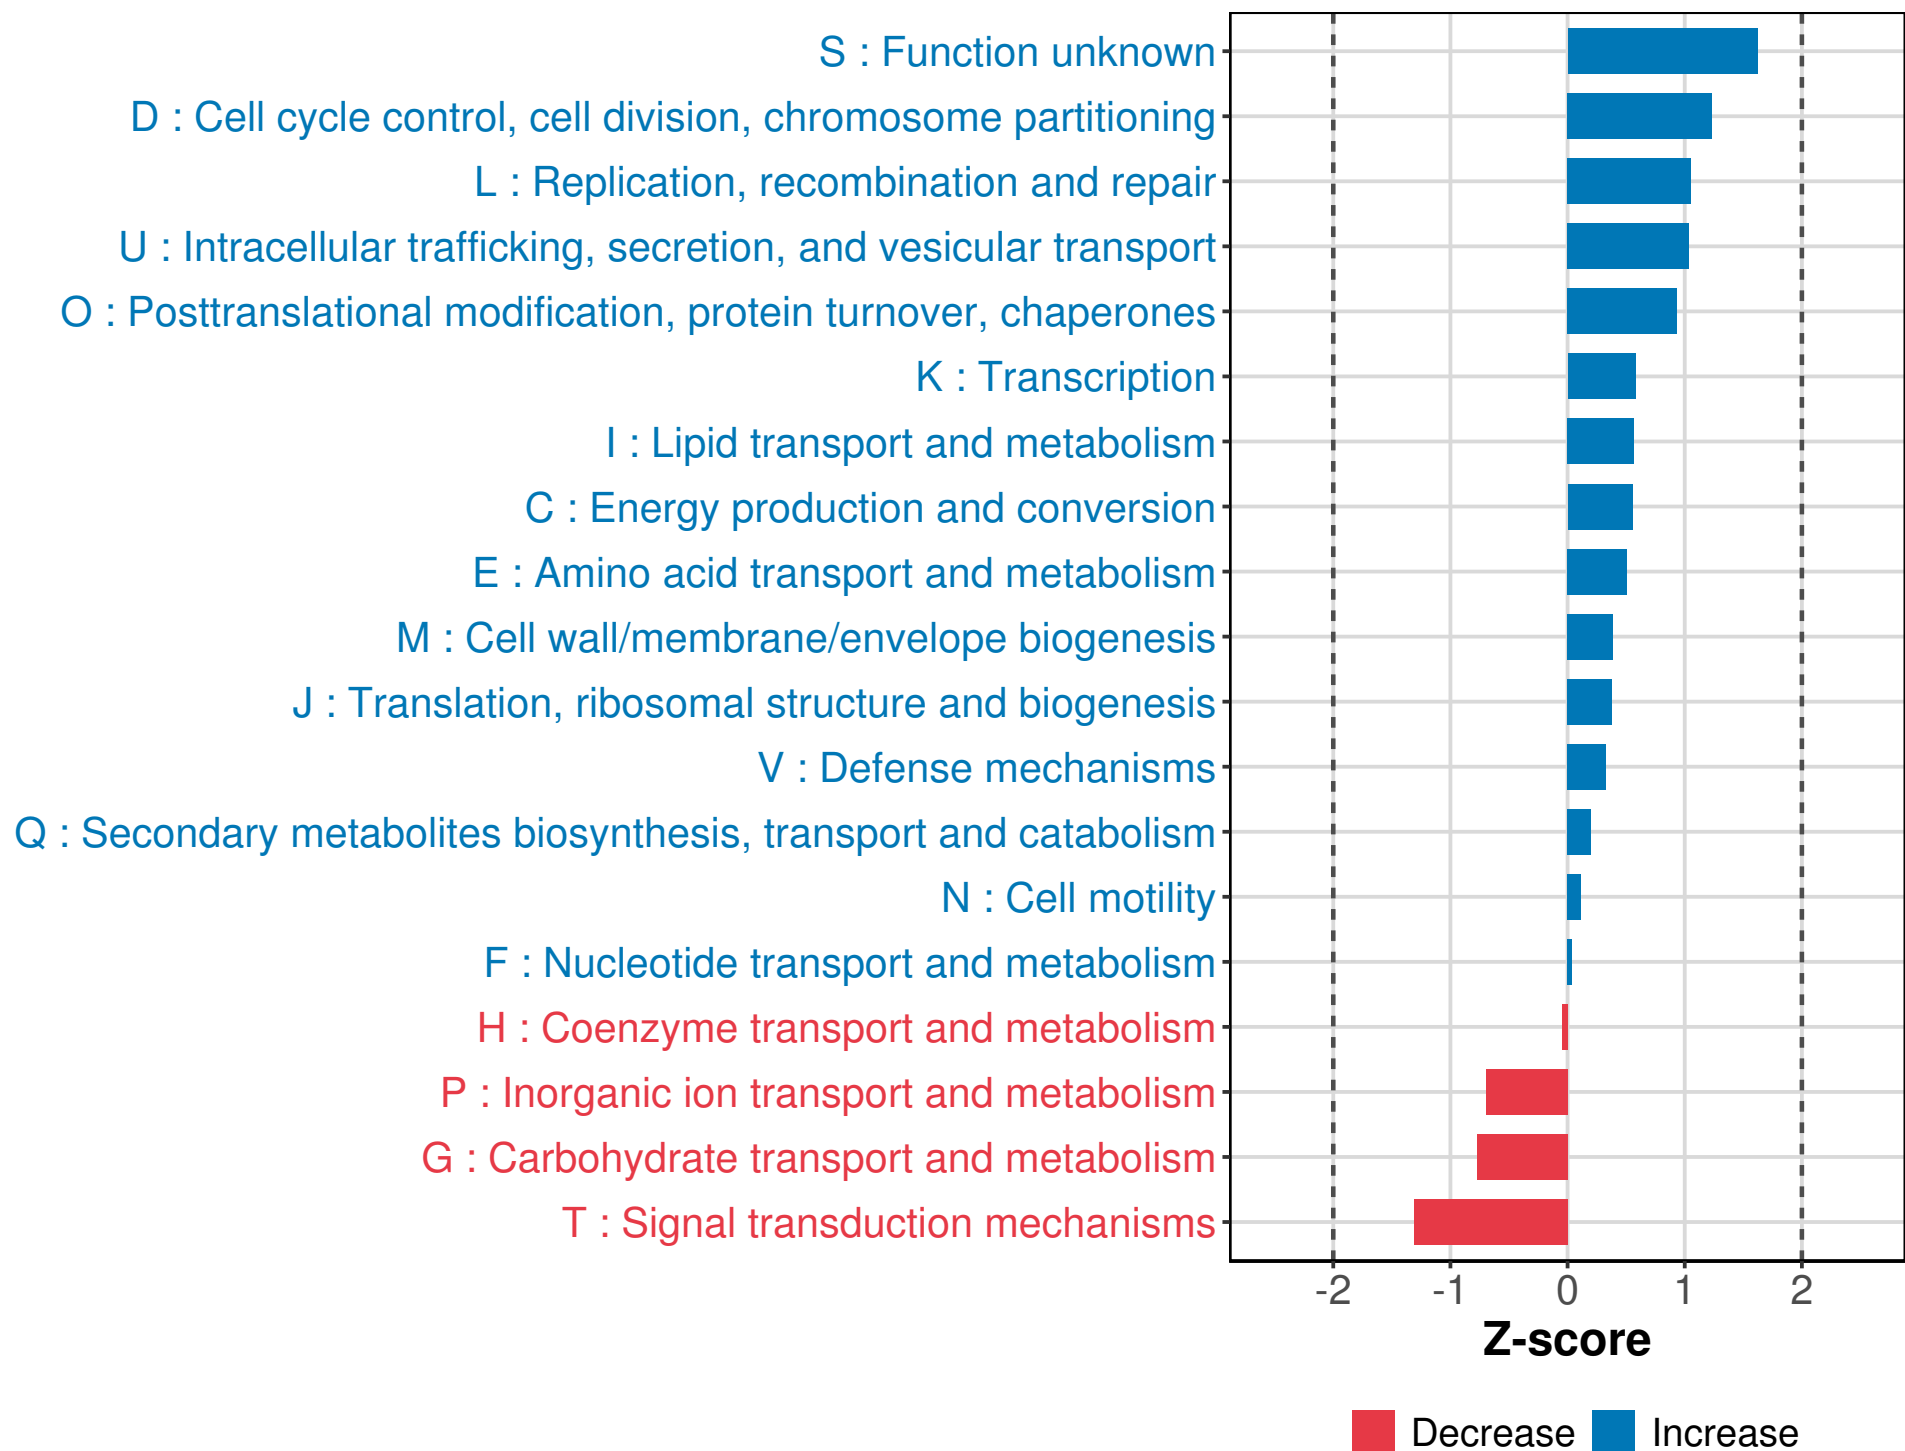 S : Function unknown
D : Cell cycle control, cell division, chromosome partitioning
L : Replication, recombination and repair
U : Intracellular trafficking, secretion, and vesicular transport
O : Posttranslational modification, protein turnover, chaperones
K : Transcription
I : Lipid transport and metabolism
C : Energy production and conversion
E : Amino acid transport and metabolism
M : Cell wall/membrane/envelope biogenesis
J : Translation, ribosomal structure and biogenesis
V : Defense mechanisms
Q : Secondary metabolites biosynthesis, transport and catabolism
N : Cell motility
F : Nucleotide transport and metabolism
H : Coenzyme transport and metabolism
P : Inorganic ion transport and metabolism
G : Carbohydrate transport and metabolism
T : Signal transduction mechanisms
-2 -1 0 1 2
Z-score
Decrease Increase